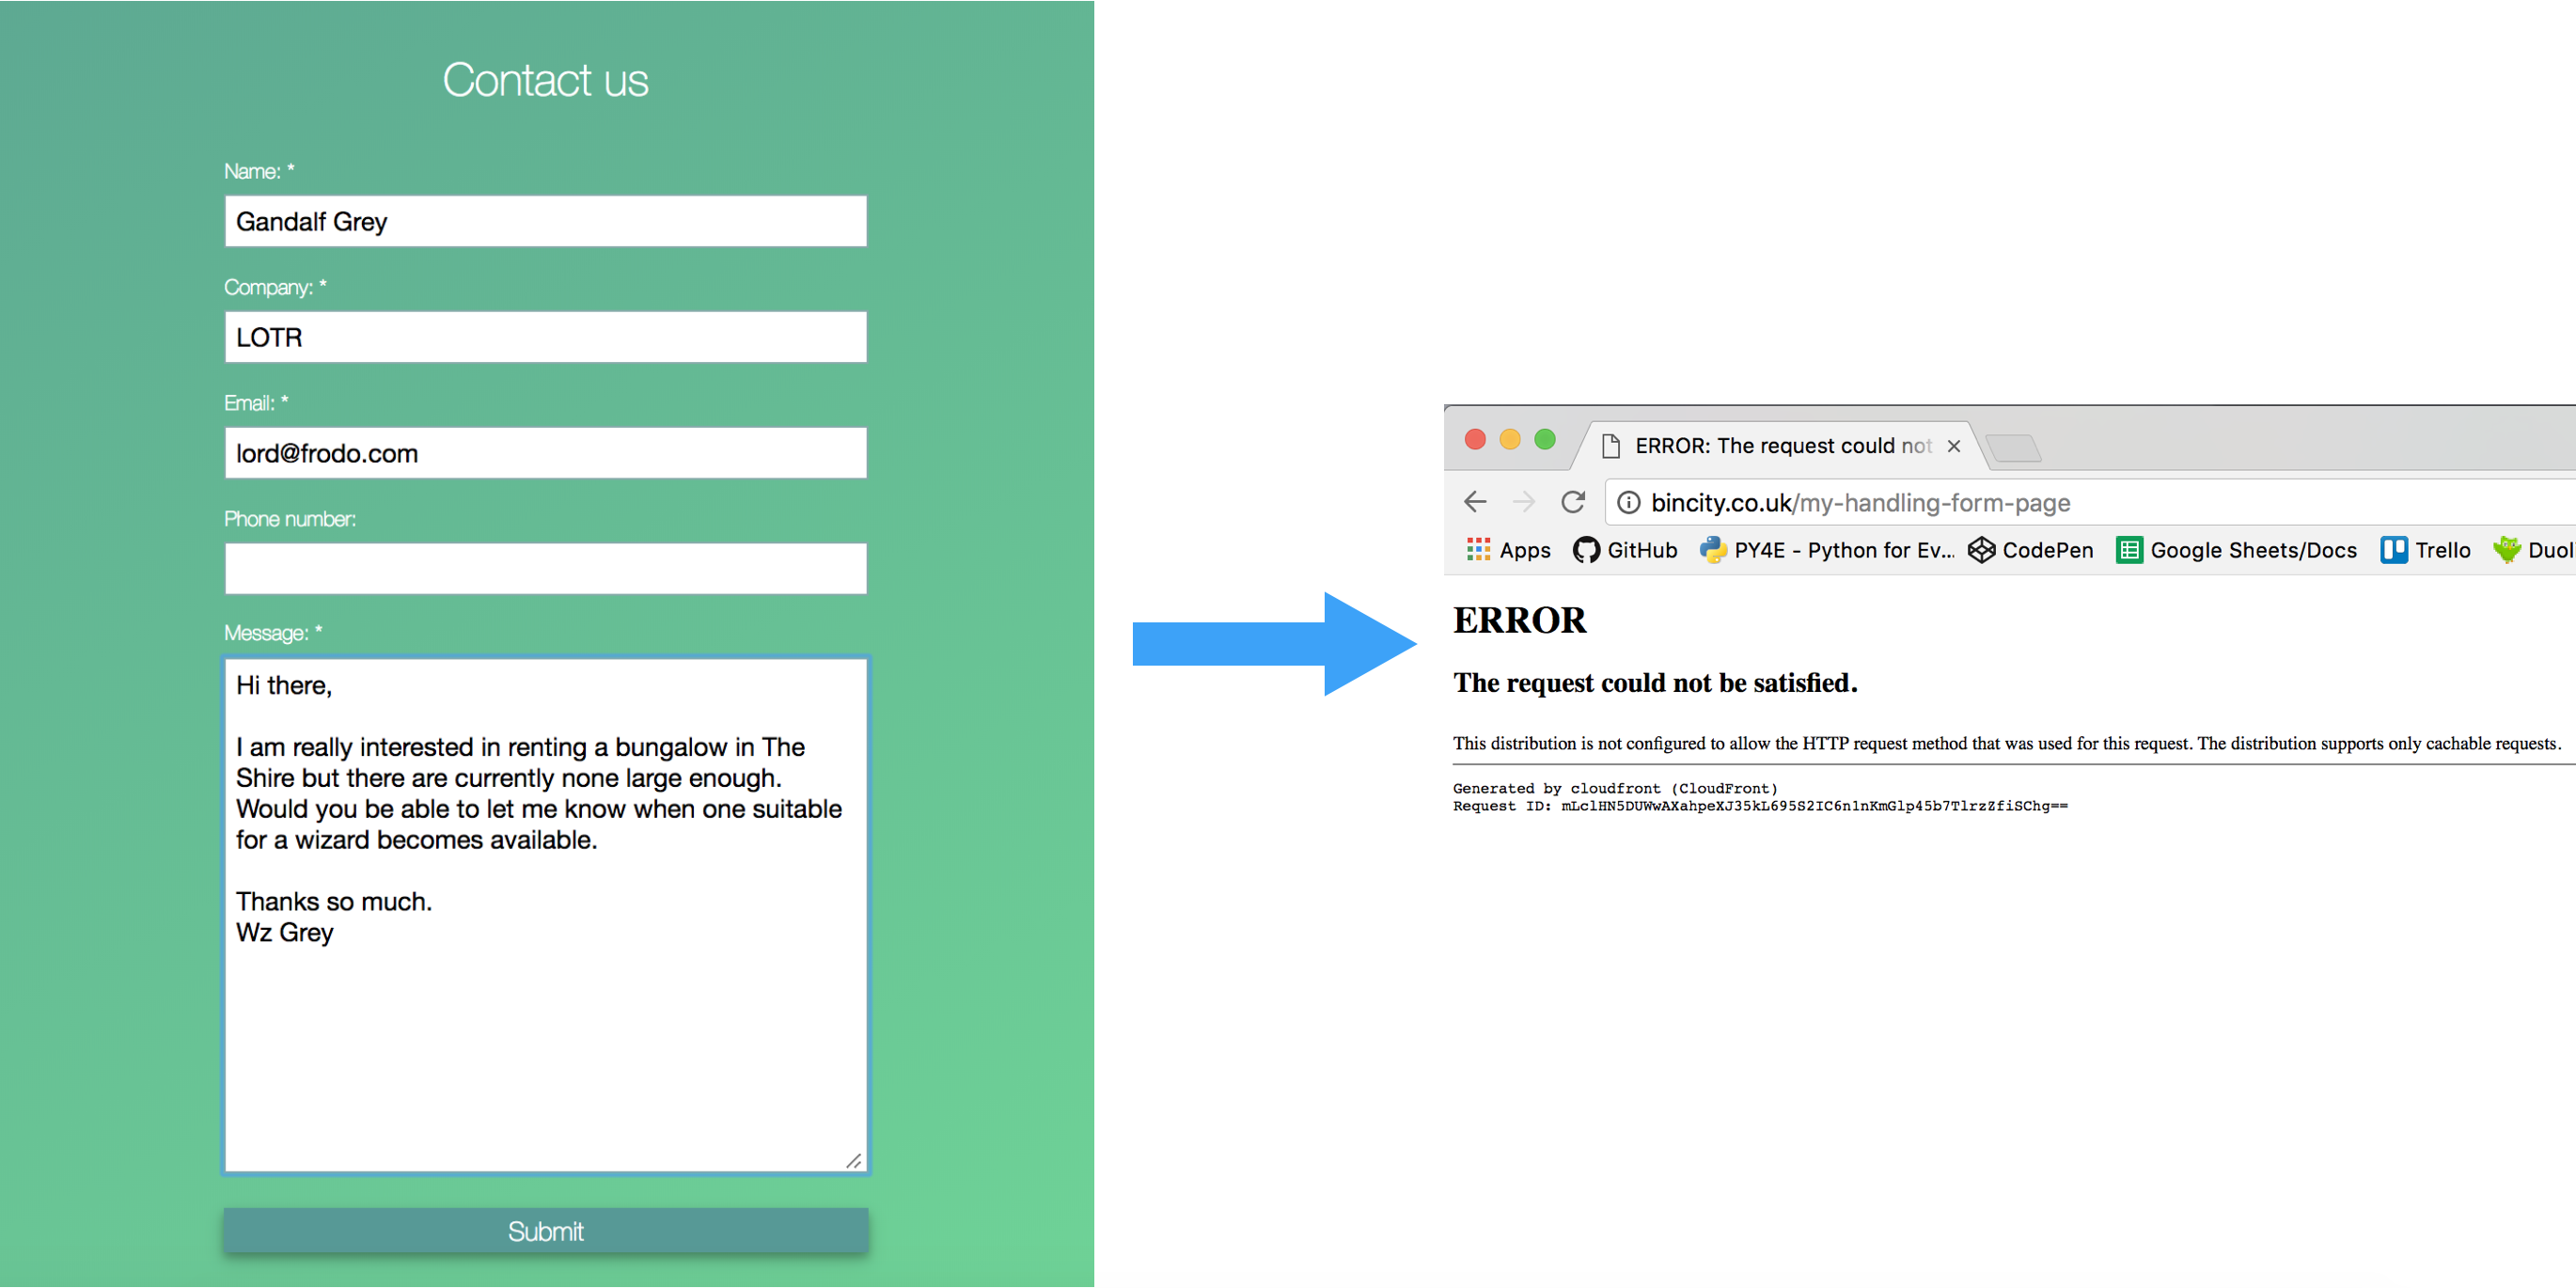 Contact us
Name: *
Gandalf Grey
Company: *
LOTR
Email: *
lord@frodo.com
Phone number:
Message: *
Hi there,
I am really interested in renting a bungalow in The
Shire but there are currently none large enough.
Would you be able to let me know when one suitable
for a wizard becomes available.
Thanks so much.
Wz Grey
Submit
ERROR: The request could not
bincity.co.uk/my-handling-form-page
Apps GitHub PY4E - Python for Ev... CodePen Google Sheets/Docs Trello Duol
ERROR
The request could not be satisfied.
This distribution is not configured to allow the HTTP request method that was used for this request. The distribution supports only cachable requests.
Generated by cloudfront (CloudFront)
Request ID: mLclHN5DUWwAXahpeXJ35kL695S2IC6n1nKmGlp45b7TlrzZfiSChg==